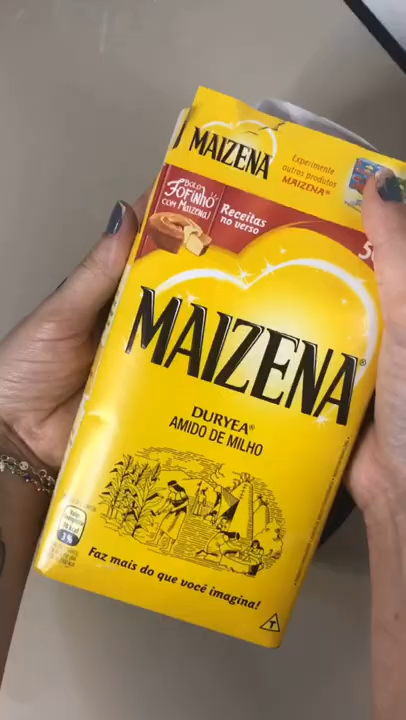 MAIZENA
Experimente
outros produtos
MAIZENA®
BOLO
FOFINHO
COM MAIZENA!
Receitas
no verso
MAIZENA®
DURYEA®
AMIDO DE MILHO
3%
Faz mais do que você imagina!
T